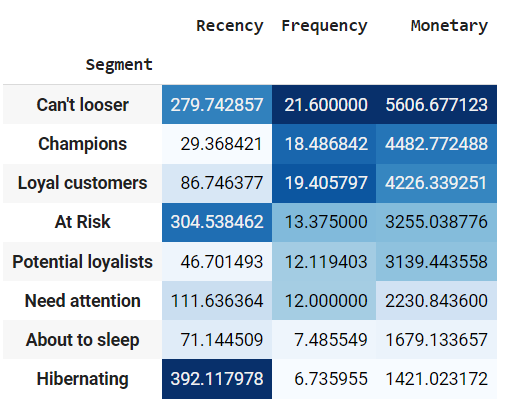 Recency Frequency Monetary
Segment
Can't looser 279.742857 21.600000 5606.677123
Champions 29.368421 18.486842 4482.772488
Loyal customers 86.746377 19.405797 4226.339251
At Risk 304.538462 13.375000 3255.038776
Potential loyalists 46.701493 12.119403 3139.443558
Need attention 111.636364 12.000000 2230.843600
About to sleep 71.144509 7.485549 1679.133657
Hibernating 392.117978 6.735955 1421.023172